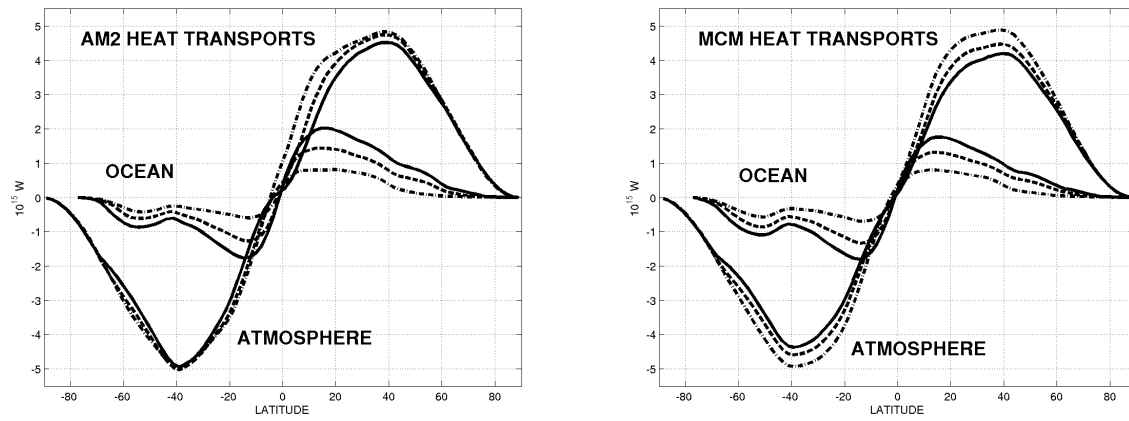 AM2 HEAT TRANSPORTS
OCEAN
ATMOSPHERE
10^15 W
5
4
3
2
1
0
-1
-2
-3
-4
-5
-80 -60 -40 -20 0 20 40 60 80
LATITUDE
MCM HEAT TRANSPORTS
OCEAN
ATMOSPHERE
10^15 W
5
4
3
2
1
0
-1
-2
-3
-4
-5
-80 -60 -40 -20 0 20 40 60 80
LATITUDE